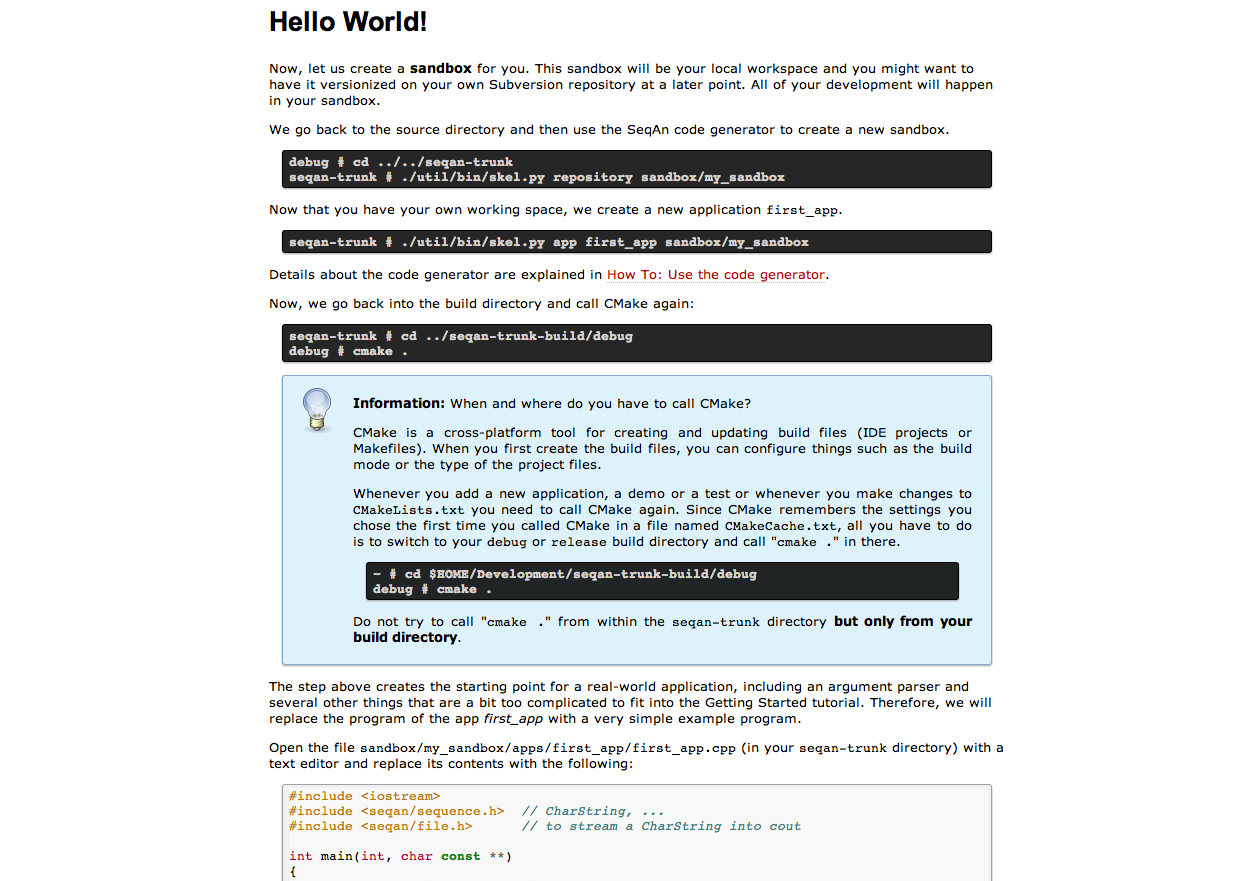 Hello World!
Now, let us create a sandbox for you. This sandbox will be your local workspace and you might want to
have it versionized on your own Subversion repository at a later point. All of your development will happen
in your sandbox.
We go back to the source directory and then use the SeqAn code generator to create a new sandbox.
debug # cd ../../seqan-trunk
seqan-trunk # ./util/bin/skel.py repository sandbox/my_sandbox
Now that you have your own working space, we create a new application first_app.
seqan-trunk # ./util/bin/skel.py app first_app sandbox/my_sandbox
Details about the code generator are explained in How To: Use the code generator.
Now, we go back into the build directory and call CMake again:
seqan-trunk # cd ../seqan-trunk-build/debug
debug # cmake .
Information: When and where do you have to call CMake?
CMake is a cross-platform tool for creating and updating build files (IDE projects or
Makefiles). When you first create the build files, you can configure things such as the build
mode or the type of the project files.
Whenever you add a new application, a demo or a test or whenever you make changes to
CMakeLists.txt you need to call CMake again. Since CMake remembers the settings you
chose the first time you called CMake in a file named CMakeCache.txt, all you have to do
is to switch to your debug or release build directory and call "cmake ." in there.
~ # cd $HOME/Development/seqan-trunk-build/debug
debug # cmake .
Do not try to call "cmake ." from within the seqan-trunk directory but only from your
build directory.
The step above creates the starting point for a real-world application, including an argument parser and
several other things that are a bit too complicated to fit into the Getting Started tutorial. Therefore, we will
replace the program of the app first_app with a very simple example program.
Open the file sandbox/my_sandbox/apps/first_app/first_app.cpp (in your seqan-trunk directory) with a
text editor and replace its contents with the following:
#include <iostream>
#include <seqan/sequence.h>  // CharString, ...
#include <seqan/file.h>      // to stream a CharString into cout
int main(int, char const **)
{